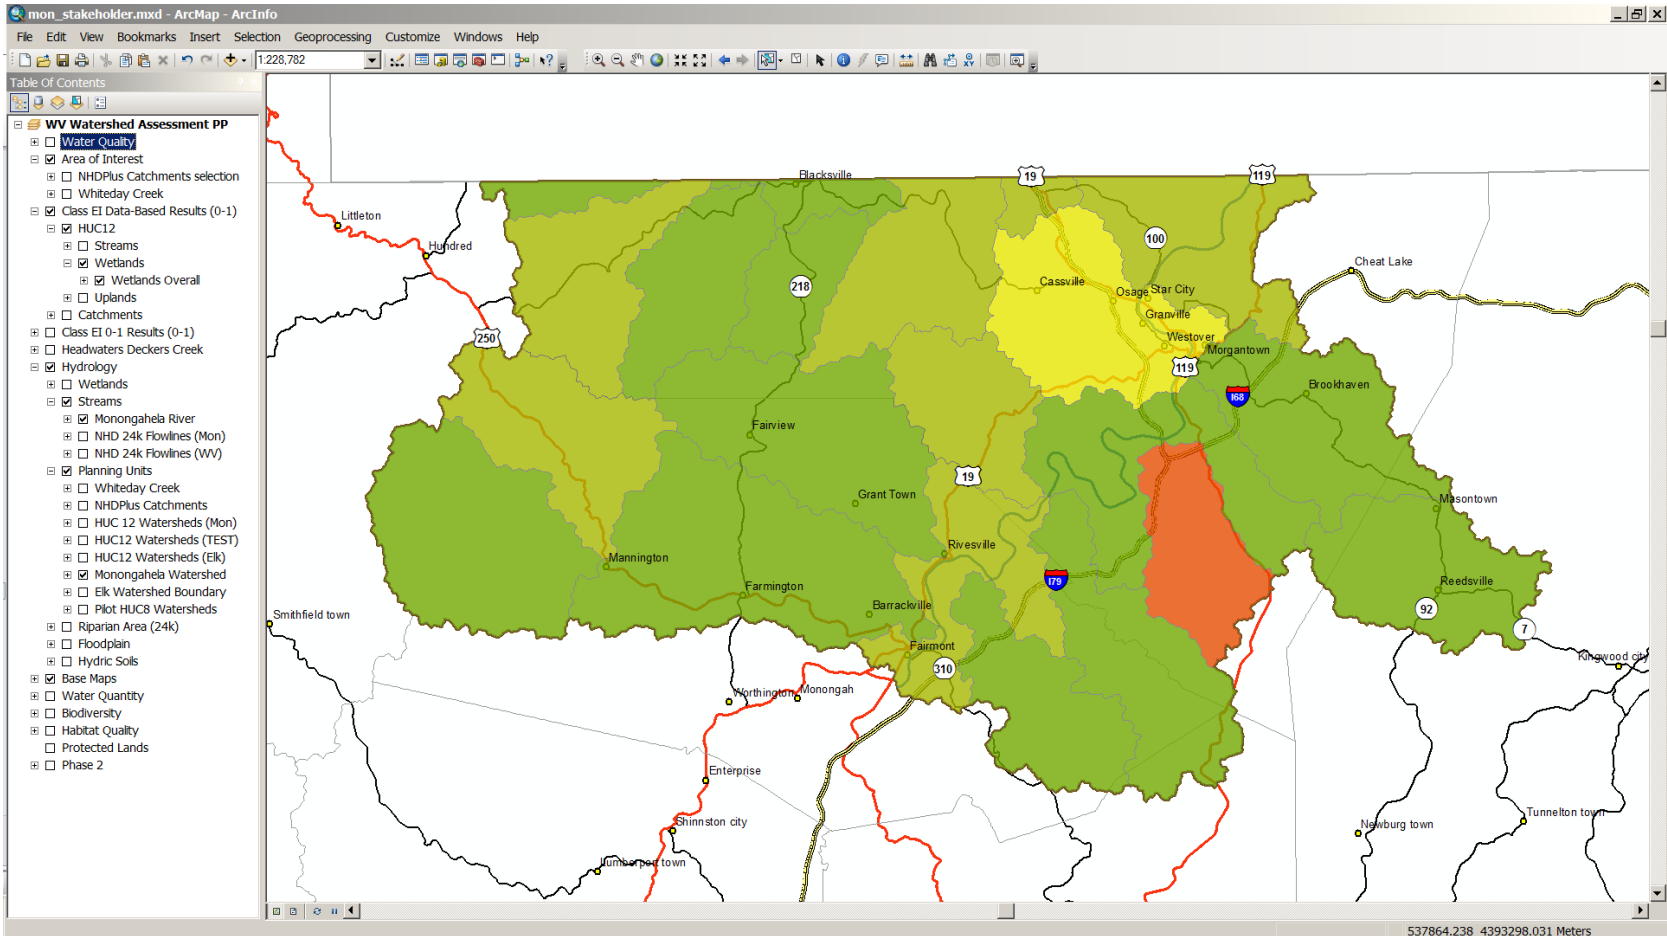 mon_stakeholder.mxd - ArcMap - ArcInfo
File Edit View Bookmarks Insert Selection Geoprocessing Customize Windows Help
1:228,782
Table Of Contents
WV Watershed Assessment PP
Water Quality
Area of Interest
NHDPlus Catchments selection
Whiteday Creek
Class EI Data-Based Results (0-1)
HUC12
Streams
Wetlands
Wetlands Overall
Uplands
Catchments
Class EI 0-1 Results (0-1)
Headwaters Deckers Creek
Hydrology
Wetlands
Streams
Monongahela River
NHD 24k Flowlines (Mon)
NHD 24k Flowlines (WV)
Planning Units
Whiteday Creek
NHDPlus Catchments
HUC 12 Watersheds (Mon)
HUC12 Watersheds (TEST)
HUC12 Watersheds (Elk)
Monongahela Watershed
Elk Watershed Boundary
Pilot HUC8 Watersheds
Riparian Area (24k)
Floodplain
Hydric Soils
Base Maps
Water Quantity
Biodiversity
Habitat Quality
Protected Lands
Phase 2
Blacksville
19
119
Littleton
Hundred
100
Cheat Lake
218
Cassville
Osage
Star City
Granville
250
Westover
Morgantown
119
Brookhaven
I68
Fairview
19
Grant Town
Masontown
Rivesville
Mannington
I79
Farmington
Reedsville
Barrackville
92
Smithfield town
7
Fairmont
Kingwood city
310
Worthington
Monongah
Enterprise
Shinnston city
Newburg town
Tunnelton town
Lumberport town
537864.238 4393298.031 Meters